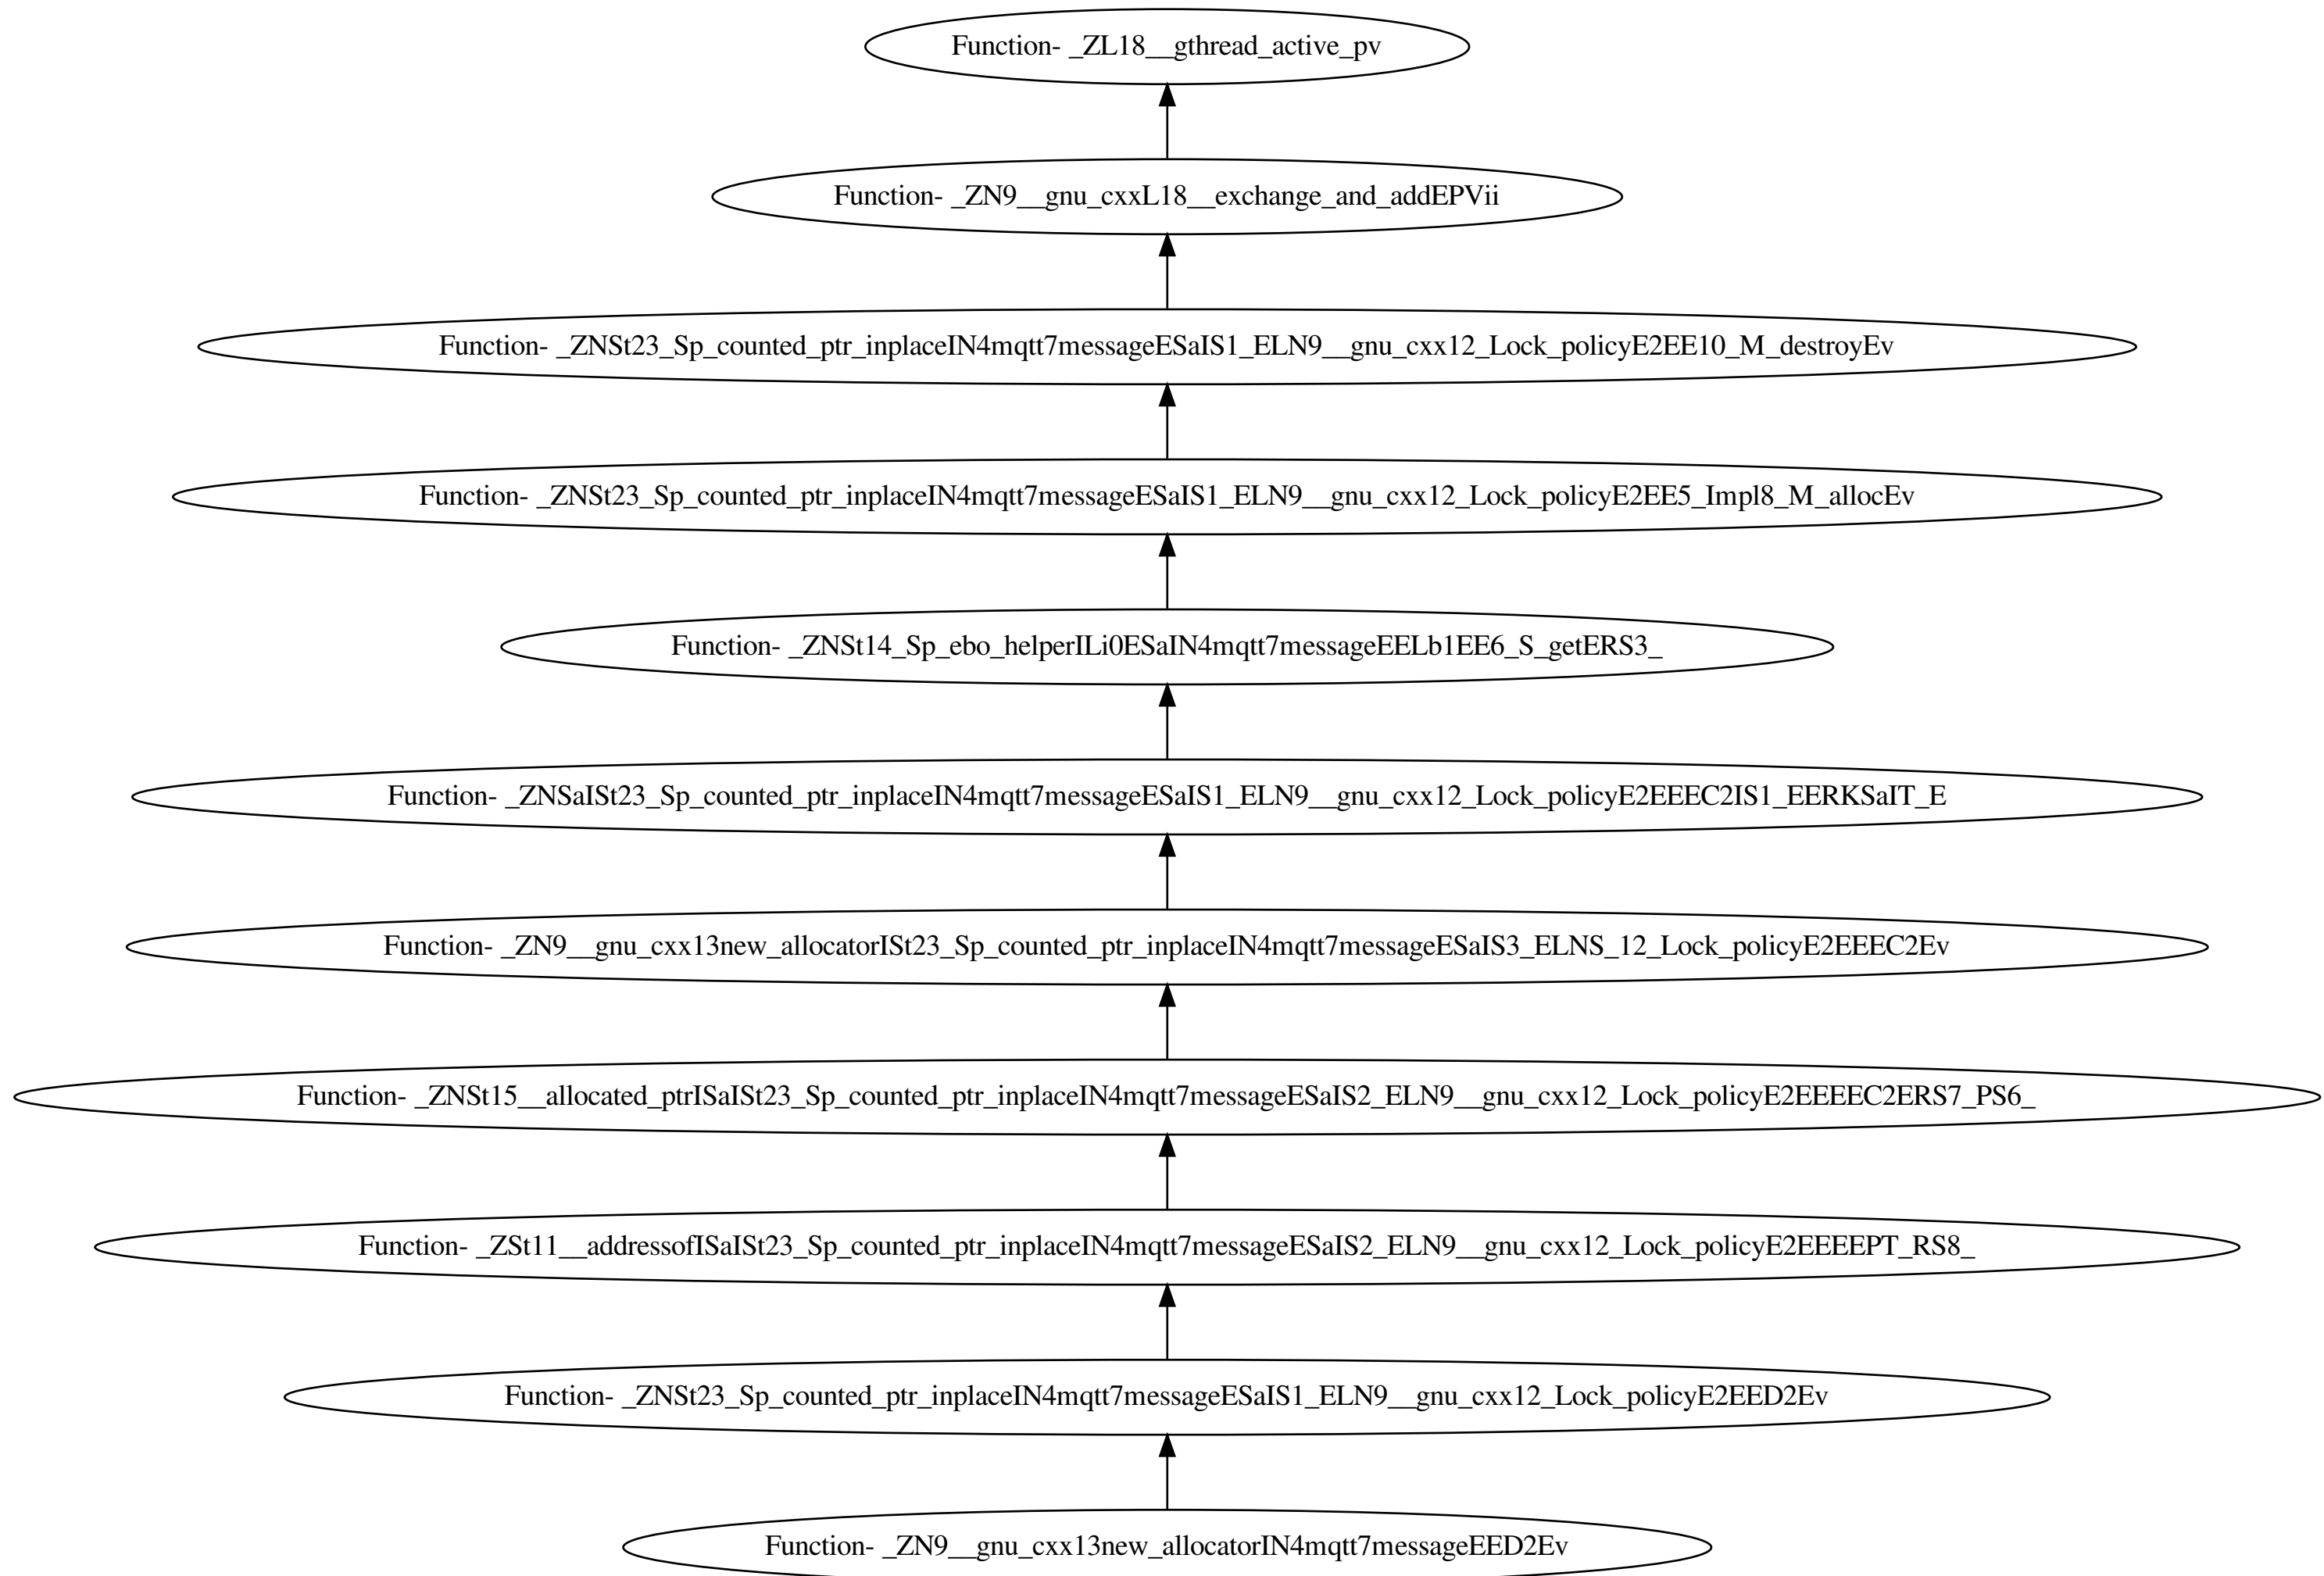 Function- _ZL18__gthread_active_pv
Function- _ZN9__gnu_cxxL18__exchange_and_addEPVii
Function- _ZNSt23_Sp_counted_ptr_inplaceIN4mqtt7messageESaIS1_ELN9__gnu_cxx12_Lock_policyE2EE10_M_destroyEv
Function- _ZNSt23_Sp_counted_ptr_inplaceIN4mqtt7messageESaIS1_ELN9__gnu_cxx12_Lock_policyE2EE5_Impl8_M_allocEv
Function- _ZNSt14_Sp_ebo_helperILi0ESaIN4mqtt7messageEELb1EE6_S_getERS3_
Function- _ZNSaISt23_Sp_counted_ptr_inplaceIN4mqtt7messageESaIS1_ELN9__gnu_cxx12_Lock_policyE2EEEC2IS1_EERKSaIT_E
Function- _ZN9__gnu_cxx13new_allocatorISt23_Sp_counted_ptr_inplaceIN4mqtt7messageESaIS3_ELNS_12_Lock_policyE2EEEC2Ev
Function- _ZNSt15__allocated_ptrISaISt23_Sp_counted_ptr_inplaceIN4mqtt7messageESaIS2_ELN9__gnu_cxx12_Lock_policyE2EEEEC2ERS7_PS6_
Function- _ZSt11__addressofISaISt23_Sp_counted_ptr_inplaceIN4mqtt7messageESaIS2_ELN9__gnu_cxx12_Lock_policyE2EEEEPT_RS8_
Function- _ZNSt23_Sp_counted_ptr_inplaceIN4mqtt7messageESaIS1_ELN9__gnu_cxx12_Lock_policyE2EED2Ev
Function- _ZN9__gnu_cxx13new_allocatorIN4mqtt7messageEED2Ev